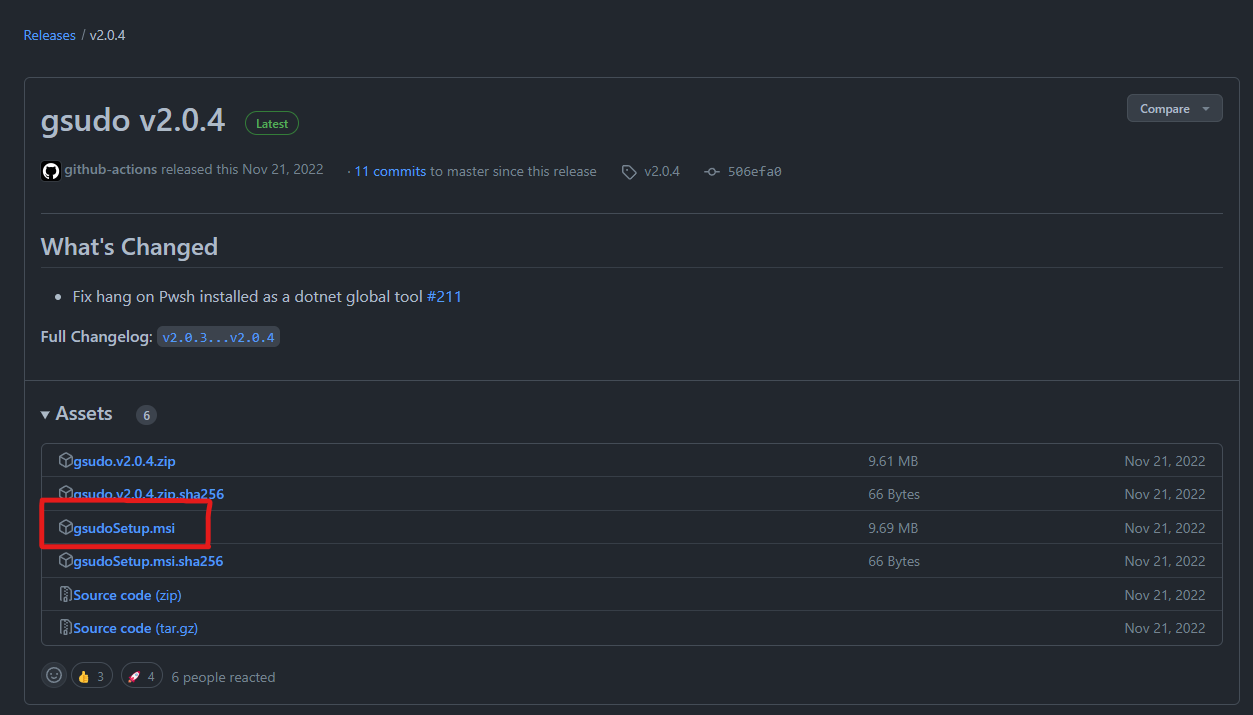 Releases / v2.0.4
gsudo v2.0.4 Latest Compare
github-actions released this Nov 21, 2022 · 11 commits to master since this release v2.0.4 506efa0
What's Changed
Fix hang on Pwsh installed as a dotnet global tool #211
Full Changelog: v2.0.3...v2.0.4
Assets 6
gsudo.v2.0.4.zip 9.61 MB Nov 21, 2022
gsudo.v2.0.4.zip.sha256 66 Bytes Nov 21, 2022
gsudoSetup.msi 9.69 MB Nov 21, 2022
gsudoSetup.msi.sha256 66 Bytes Nov 21, 2022
Source code (zip) Nov 21, 2022
Source code (tar.gz) Nov 21, 2022
3 4 6 people reacted